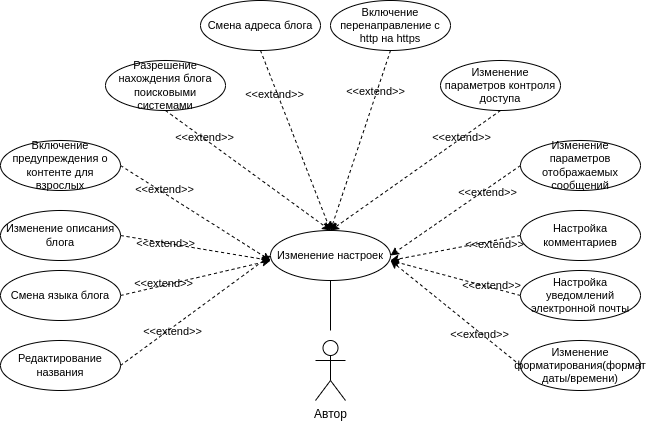 Смена адреса блога
Включение
перенаправление с
http на https
<<extend>>
<<extend>>
Разрешение
нахождения блога
поисковыми
системами
Изменение
параметров контроля
доступа
<<extend>>
<<extend>>
Включение
предупреждения о
контенте для
взрослых
Изменение
параметров
отображаемых
сообщений
<<extend>>
<<extend>>
Изменение описания
блога
Настройка
комментариев
<<extend>>
<<extend>>
Изменение настроек
Смена языка блога
Настройка
уведомлений
электронной почты
<<extend>>
<<extend>>
<<extend>>
<<extend>>
Редактирование
названия
Изменение
форматирования(формат
даты/времени)
Автор